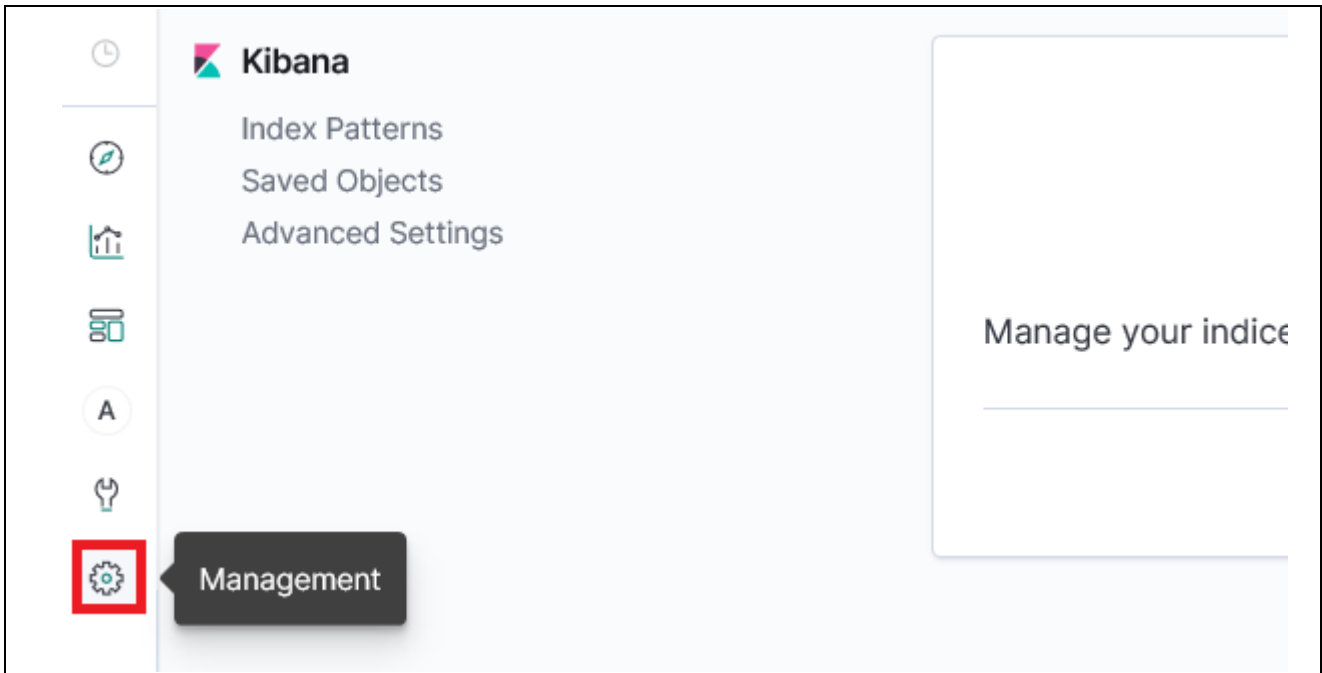 Kibana
Index Patterns
Saved Objects
Advanced Settings
Manage your indice
A
Management